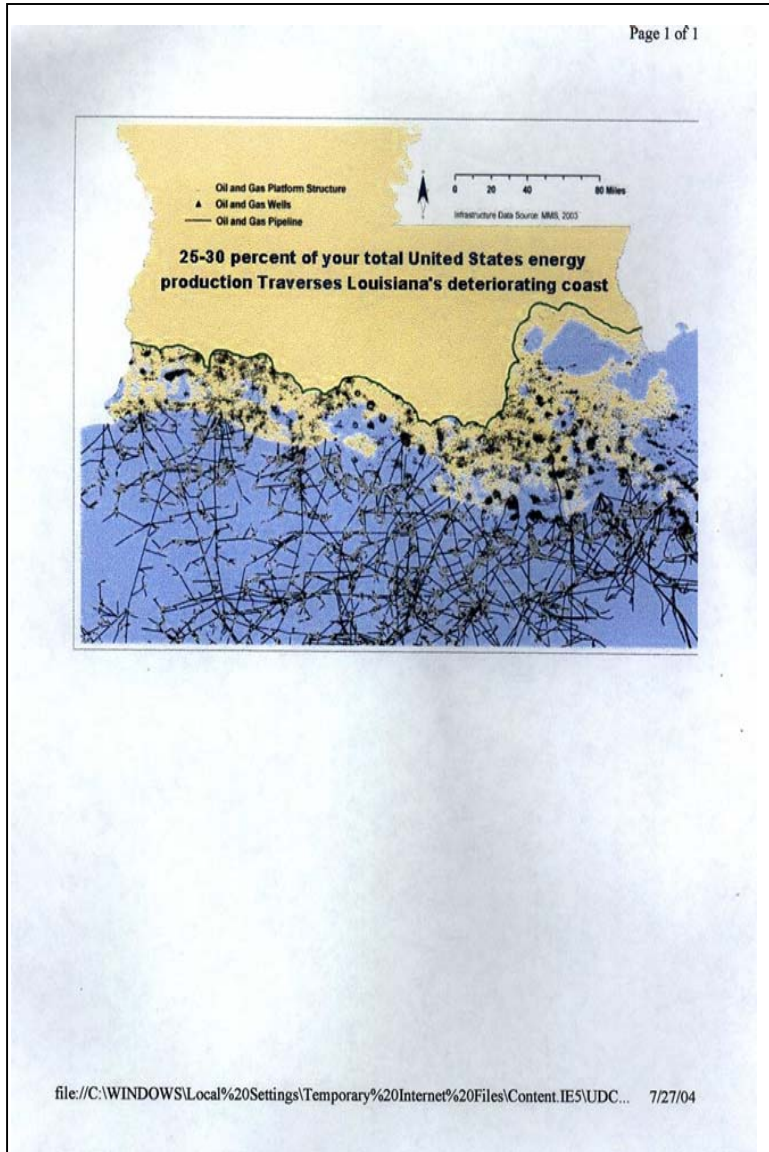 Page 1 of 1
Oil and Gas Platform Structure
Oil and Gas Wells
Oil and Gas Pipeline
0 20 40 80 Miles
Infrastructure Data Source: MMS, 2003
25-30 percent of your total United States energy
production Traverses Louisiana's deteriorating coast
file://C:\WINDOWS\Local%20Settings\Temporary%20Internet%20Files\Content.IE5\UDC... 7/27/04